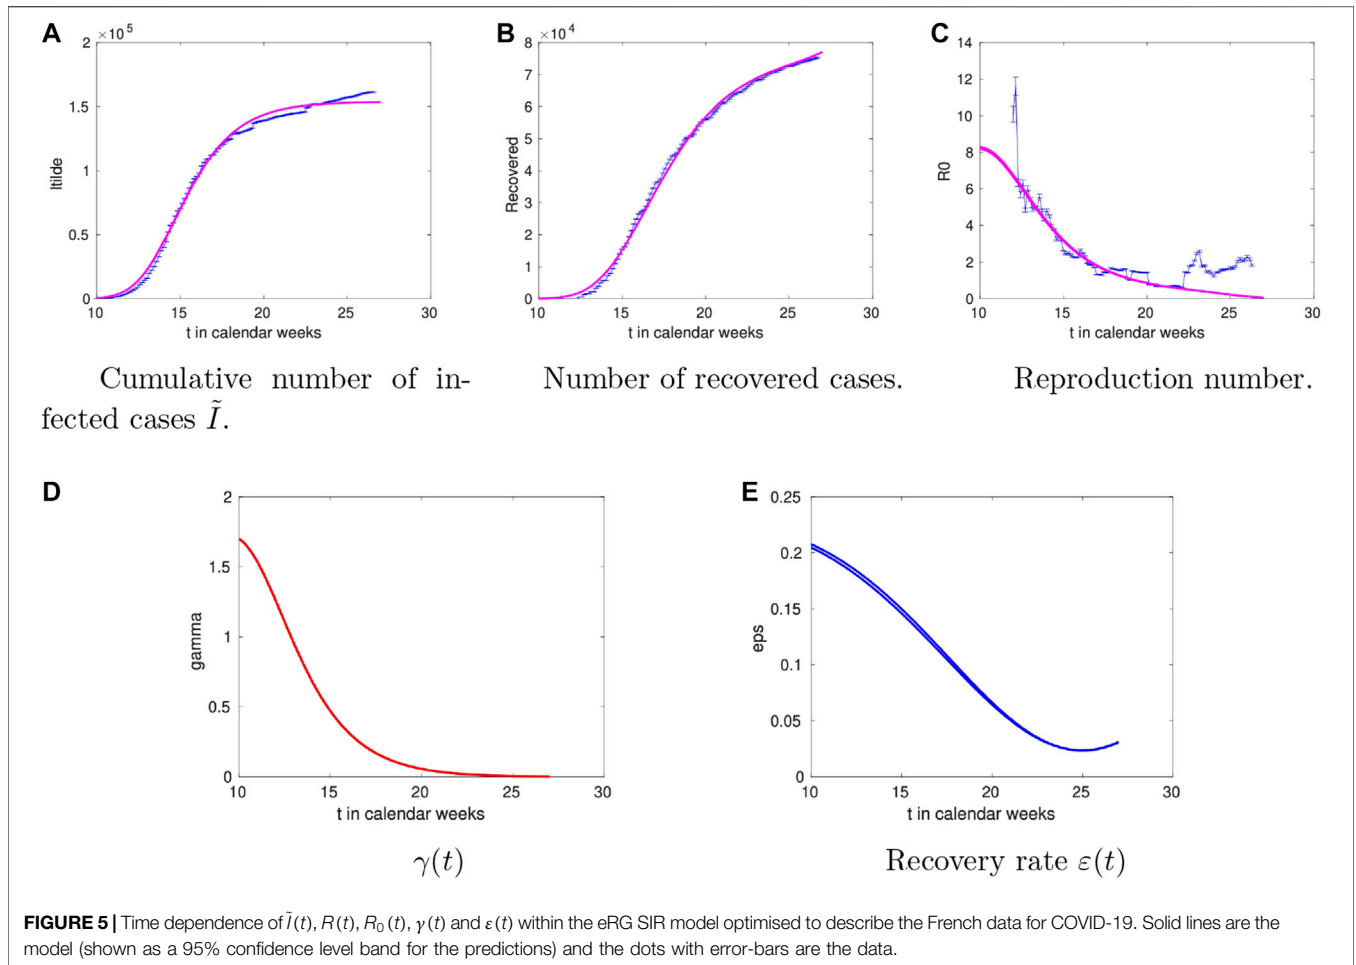 A
×10^5
2
1.5
1
0.5
0
Itilde
10 15 20 25 30
t in calendar weeks
Cumulative number of in-
fected cases Ĩ.
B
×10^4
8
7
6
5
4
3
2
1
0
Recovered
10 15 20 25 30
t in calendar weeks
Number of recovered cases.
C
14
12
10
8
6
4
2
0
R0
10 15 20 25 30
t in calendar weeks
Reproduction number.
D
2
1.5
1
0.5
0
gamma
10 15 20 25 30
t in calendar weeks
γ(t)
E
0.25
0.2
0.15
0.1
0.05
0
eps
10 15 20 25 30
t in calendar weeks
Recovery rate ε(t)
FIGURE 5 | Time dependence of Ĩ(t), R(t), R₀(t), γ(t) and ε(t) within the eRG SIR model optimised to describe the French data for COVID-19. Solid lines are the
model (shown as a 95% confidence level band for the predictions) and the dots with error-bars are the data.